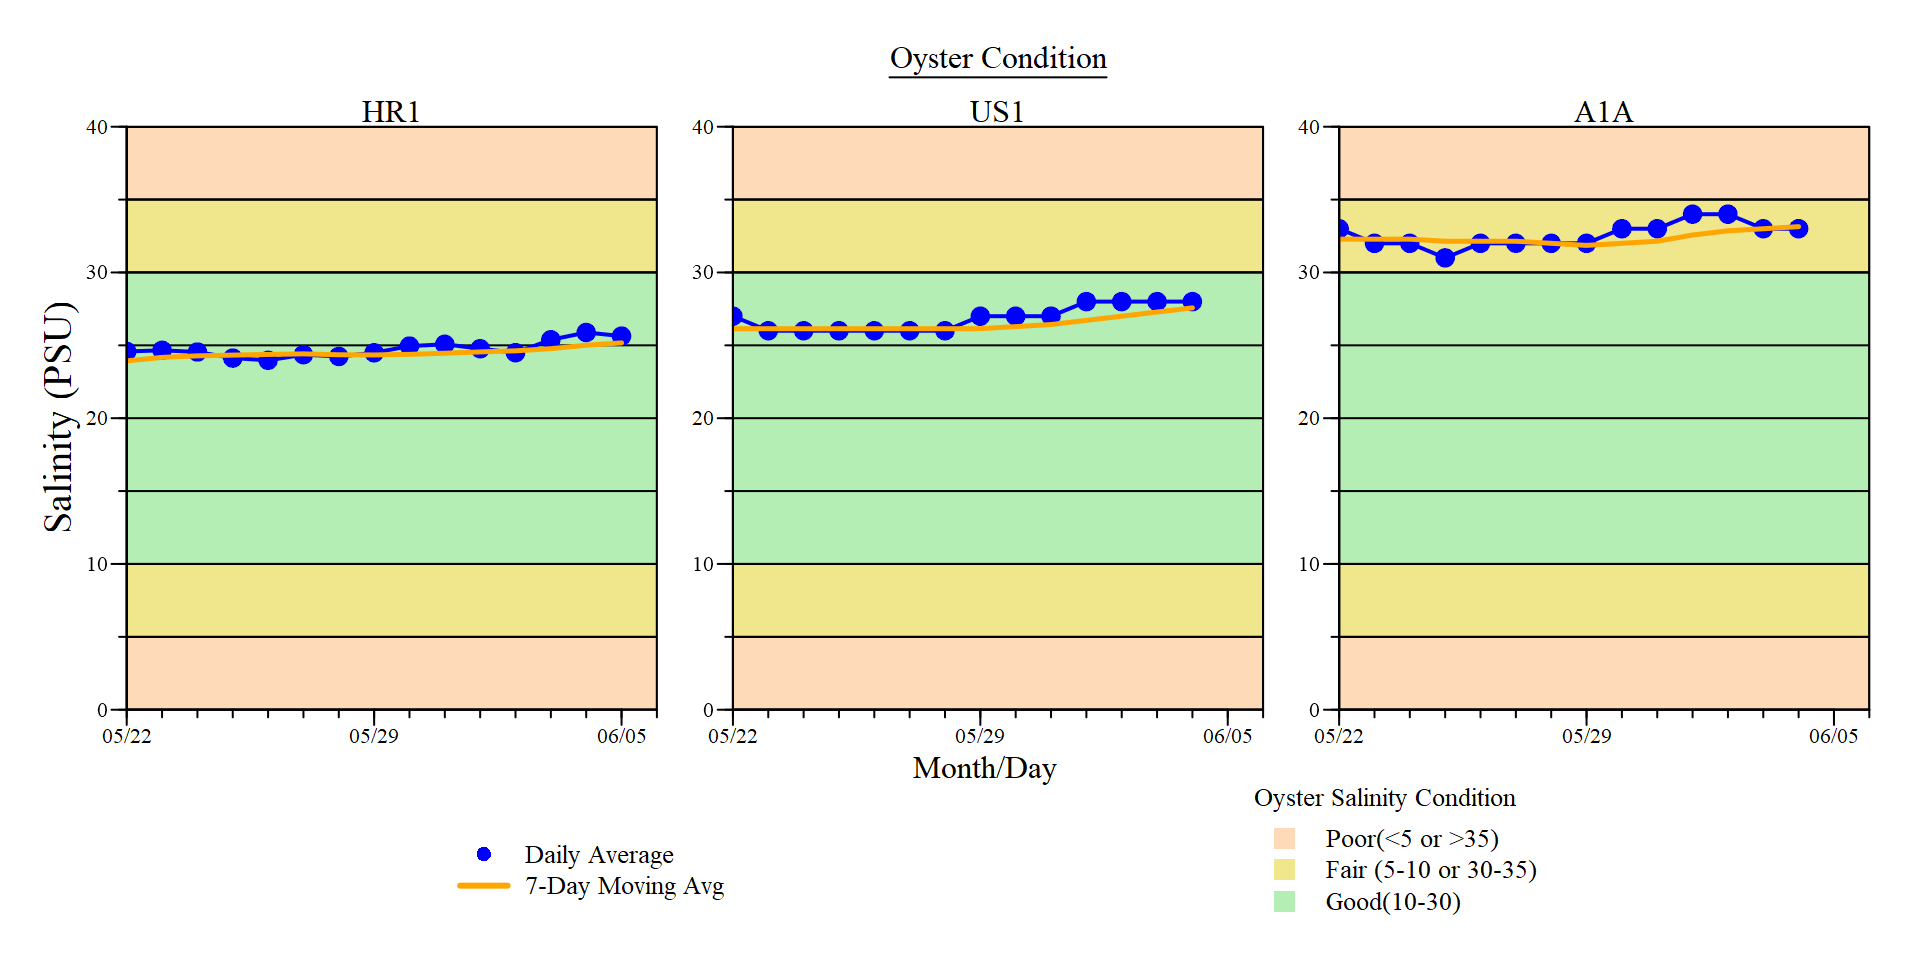 Oyster Condition
HR1
US1
A1A
Salinity (PSU)
40
30
20
10
0
05/22
05/29
06/05
40
30
20
10
0
05/22
05/29
06/05
40
30
20
10
0
05/22
05/29
06/05
Month/Day
Daily Average
7-Day Moving Avg
Oyster Salinity Condition
Poor(<5 or >35)
Fair (5-10 or 30-35)
Good(10-30)